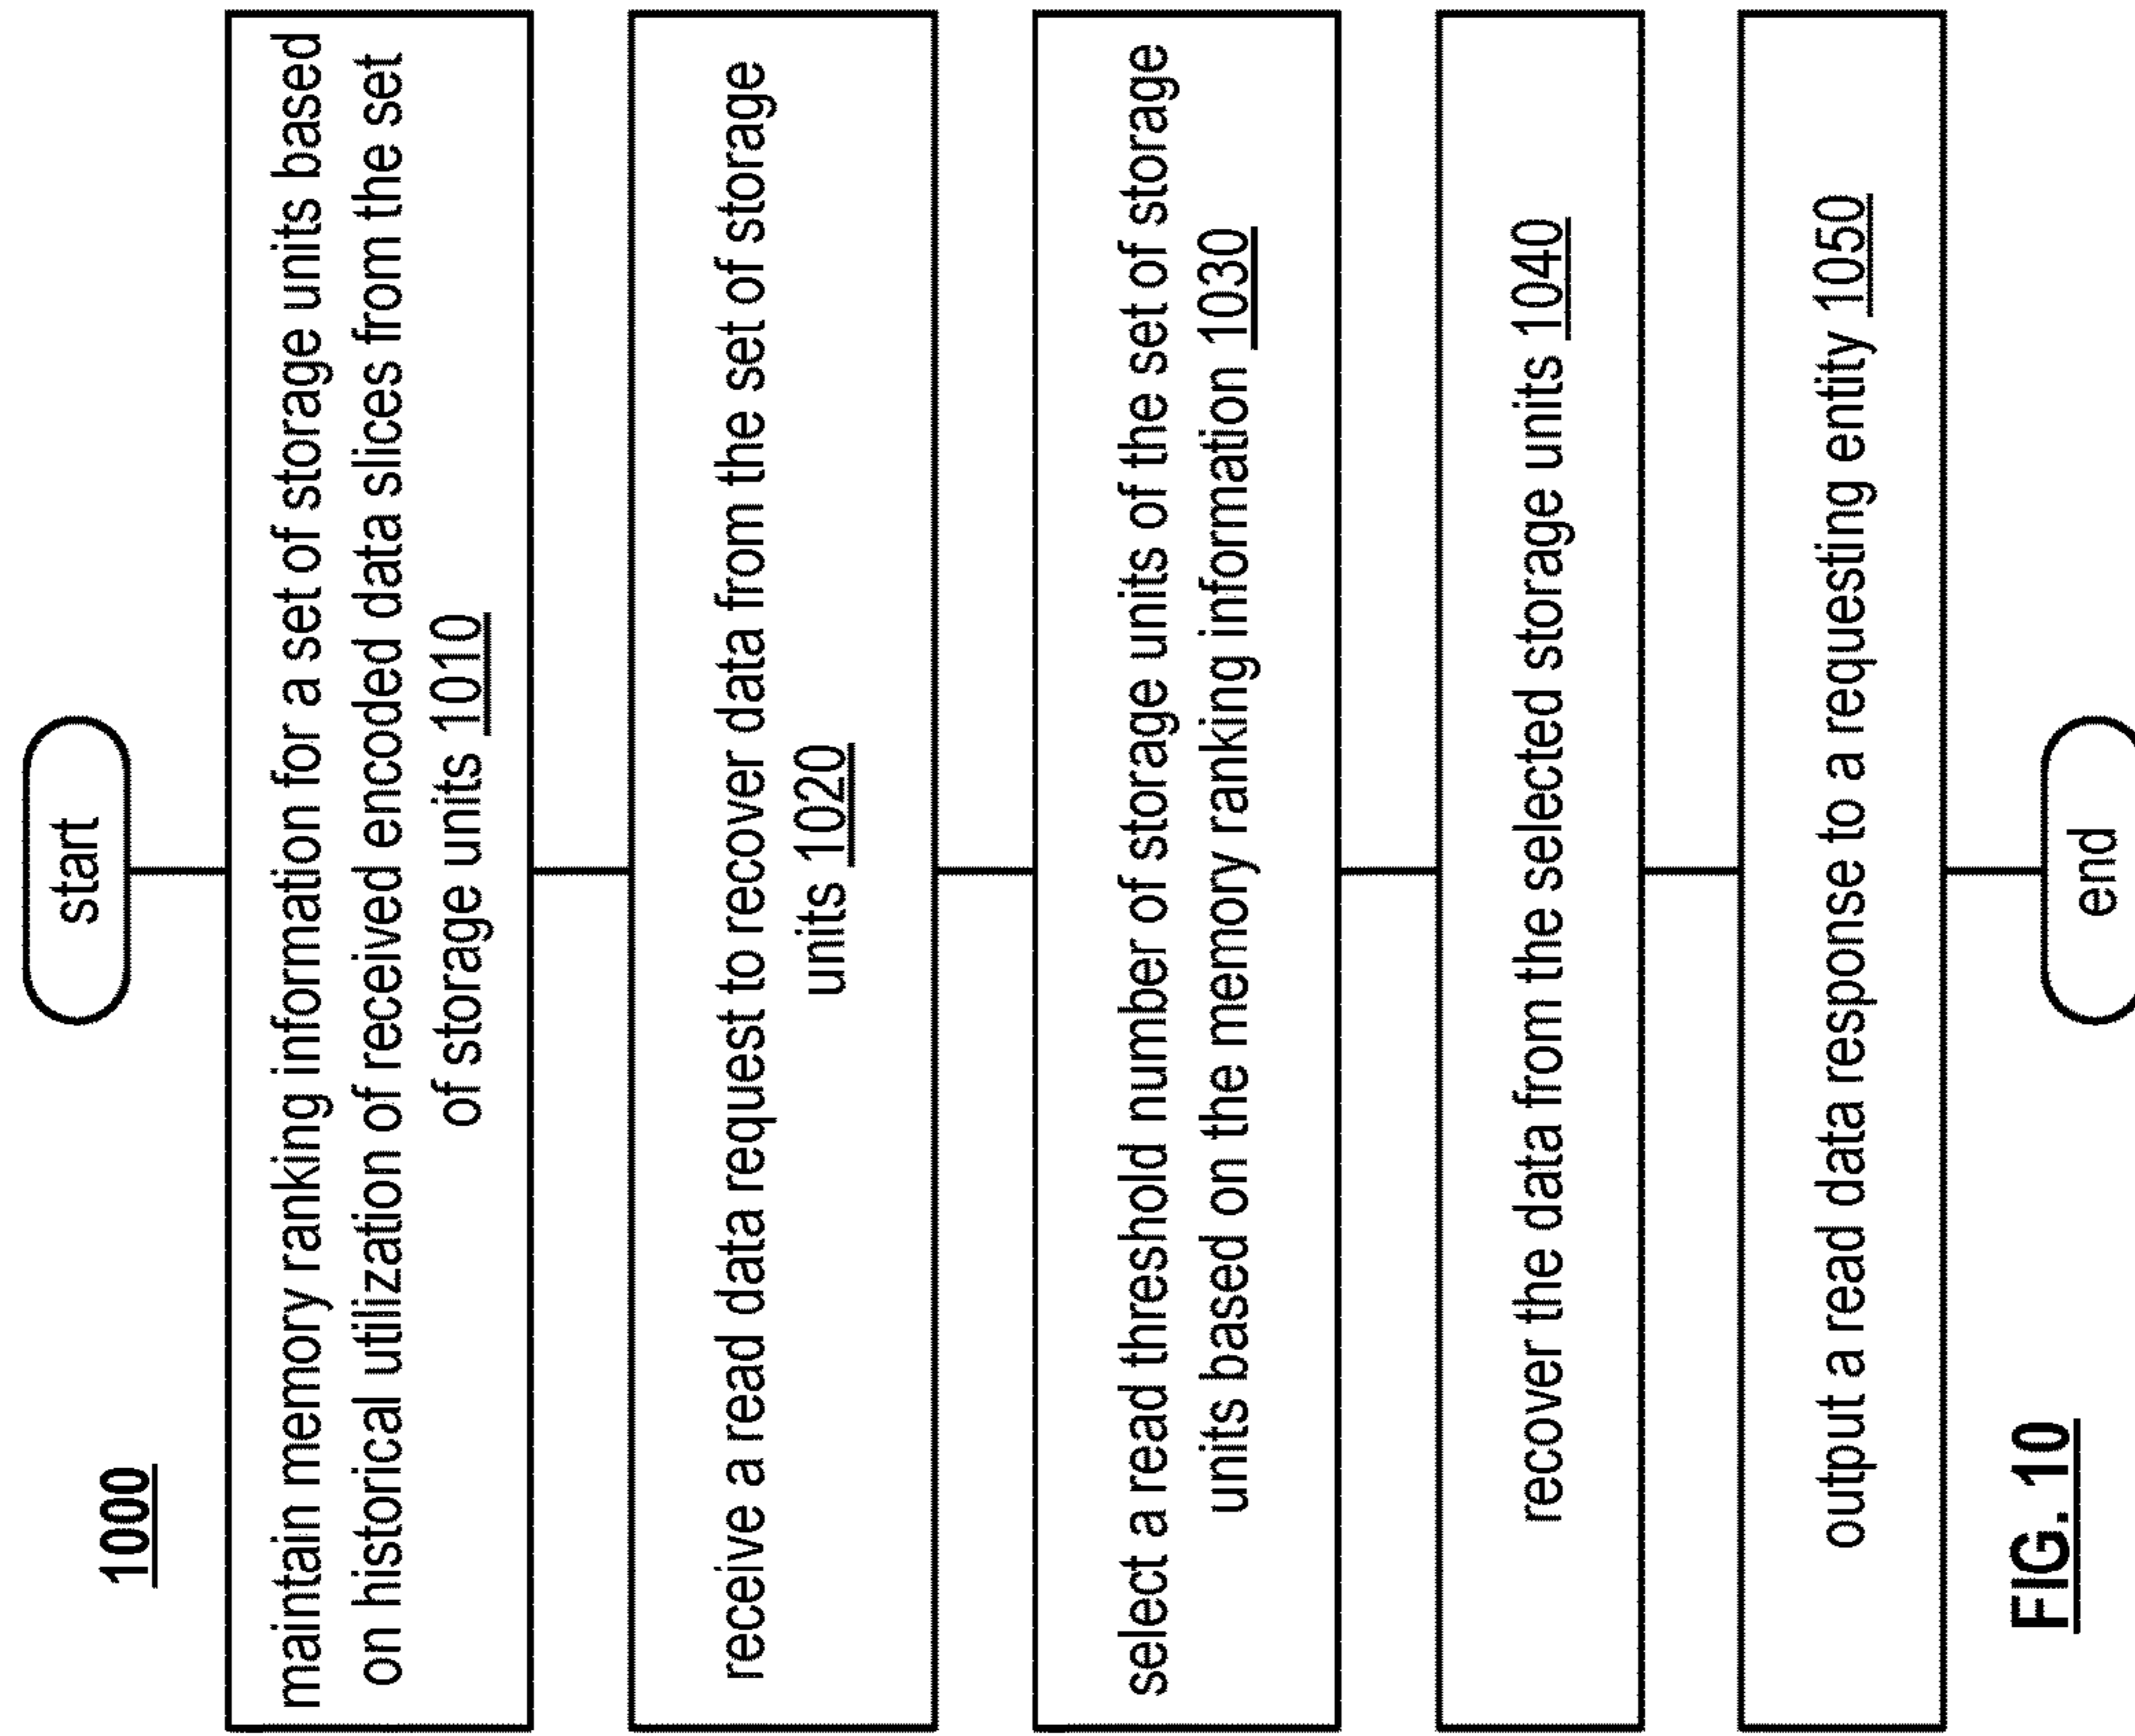 1000
start
maintain memory ranking information for a set of storage units based
on historical utilization of received encoded data slices from the set
of storage units 1010
receive a read data request to recover data from the set of storage
units 1020
select a read threshold number of storage units of the set of storage
units based on the memory ranking information 1030
recover the data from the selected storage units 1040
output a read data response to a requesting entity 1050
end
FIG. 10